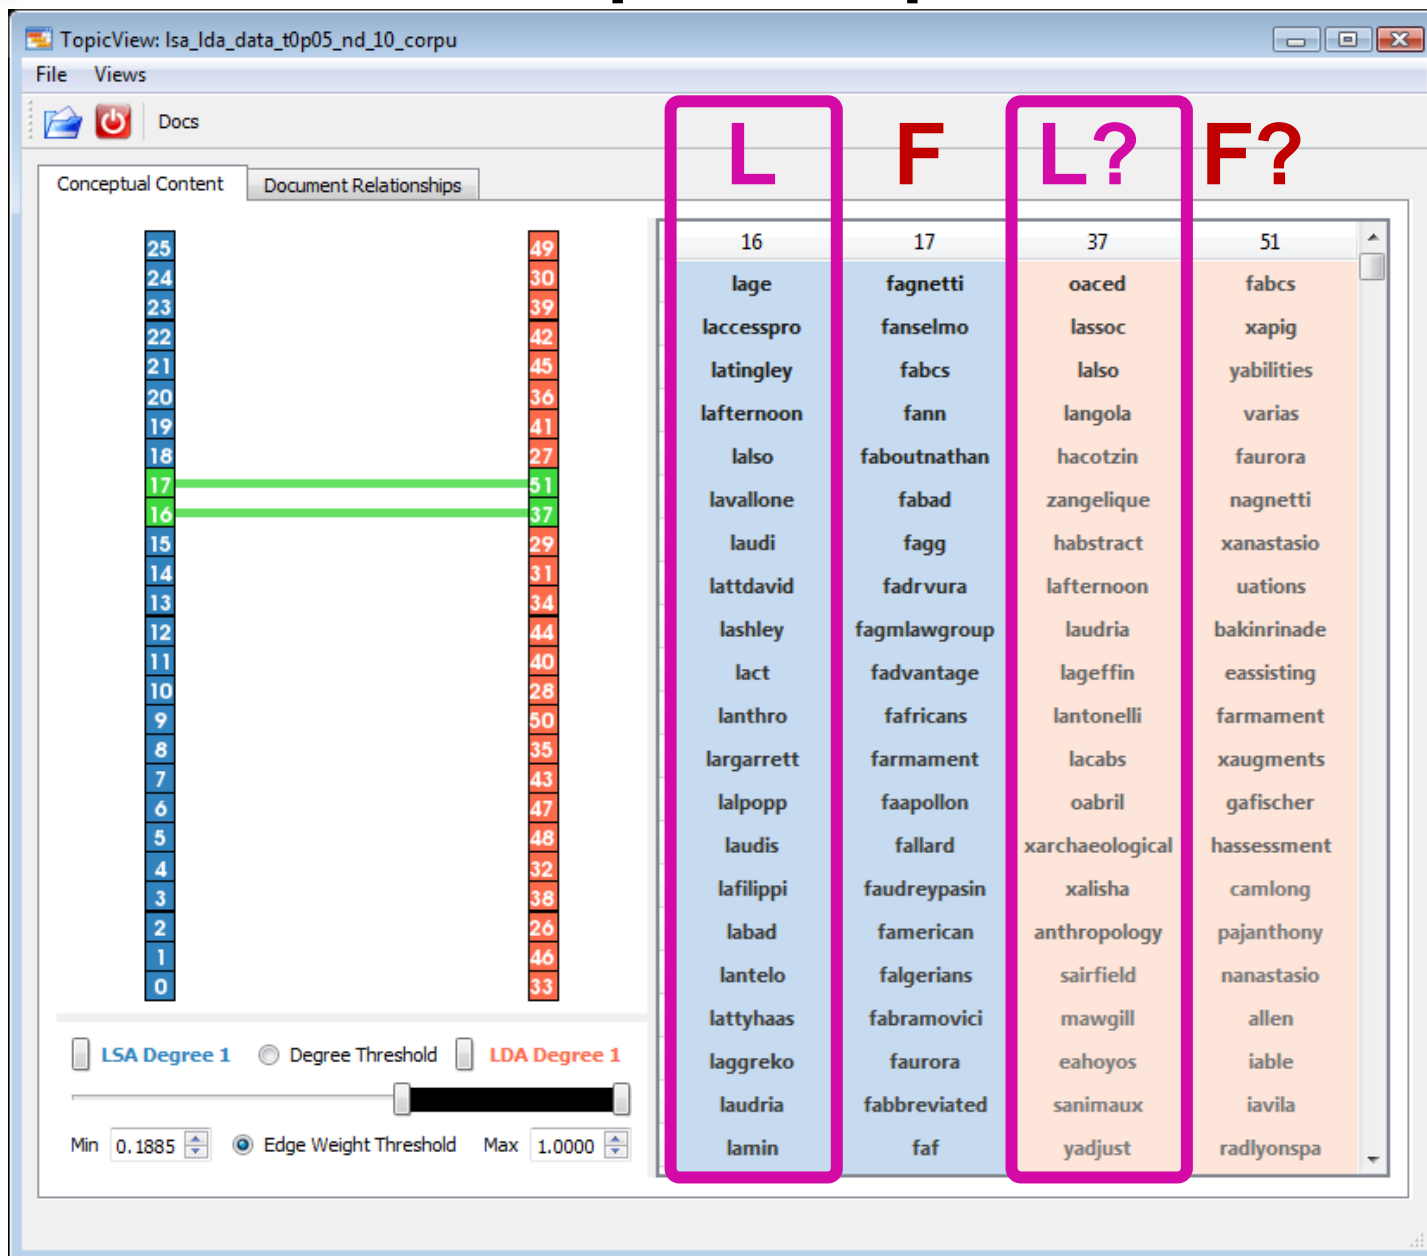 TopicView: lsa_lda_data_t0p05_nd_10_corpu
File Views
Docs
L F L? F?
Conceptual Content Document Relationships
16 17 37 51
25 49
24 30
23 39
22 42
21 45
20 36
19 41
18 27
17 51
16 37
15 29
14 31
13 34
12 44
11 40
10 28
9 50
8 35
7 43
6 47
5 48
4 32
3 38
2 26
1 46
0 33
lage fagnetti oaced fabcs
laccesspro fanselmo lassoc xapig
latingley fabcs lalso yabilities
lafternoon fann langola varias
lalso faboutnathan hacotzin faurora
lavallone fabad zangelique nagnetti
laudi fagg habstract xanastasio
lattdavid fadrvura lafternoon uations
lashley fagmlawgroup laudria bakinrinade
lact fadvantage lageffin eassisting
lanthro fafricans lantonelli farmament
largarrett farmament lacabs xaugments
lalpopp faapollon oabril gafischer
laudis fallard xarchaeological hassessment
lafilippi faudreypasin xalisha camlong
labad famerican anthropology pajanthony
lantelo falgerians sairfield nanastasio
lattyhaas fabramovici mawgill allen
laggreko faurora eahoyos iable
laudria fabbreviated sanimaux iavila
lamin faf yadjust radlyonspa
LSA Degree 1 Degree Threshold LDA Degree 1
Min 0.1885 Edge Weight Threshold Max 1.0000